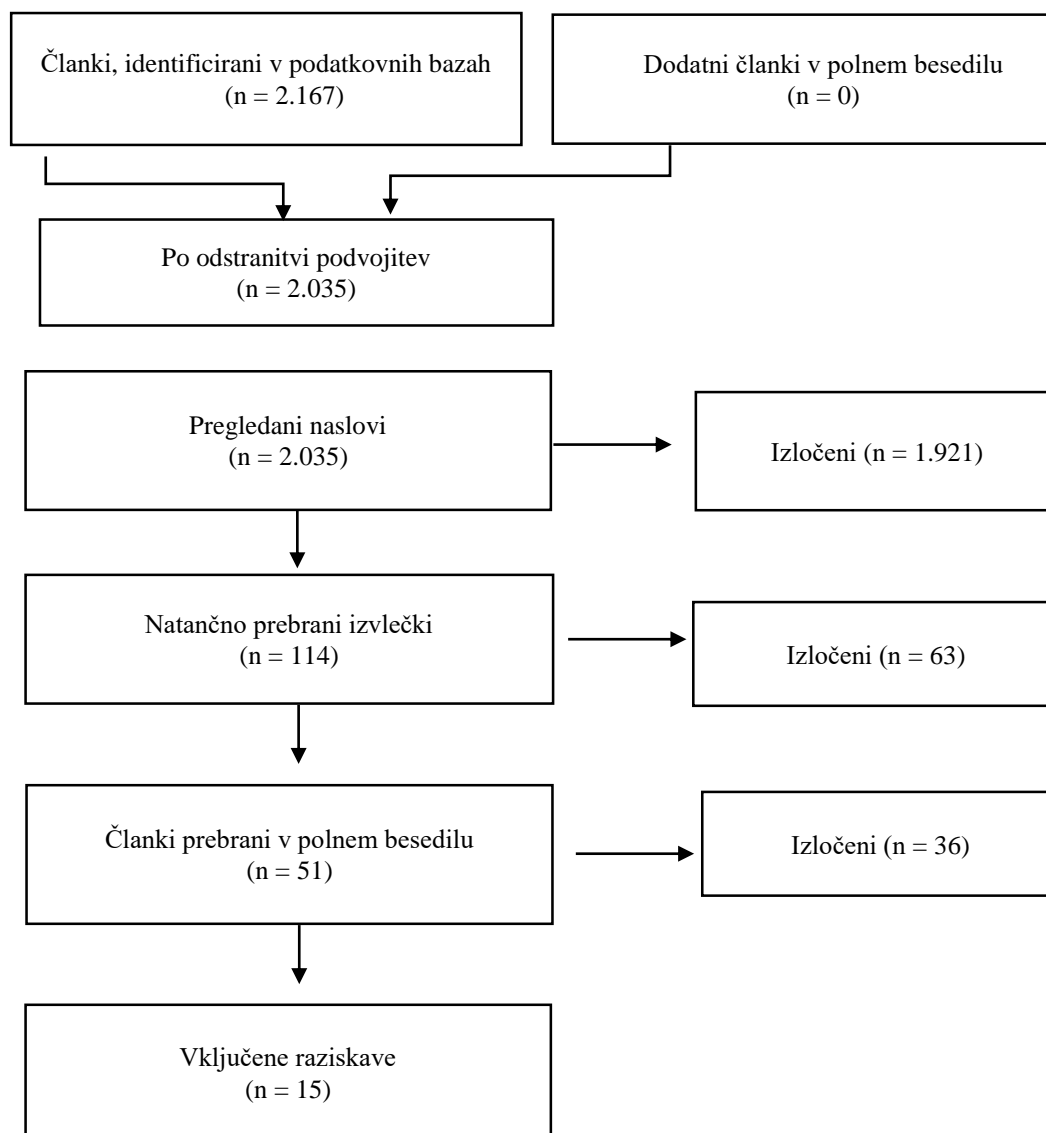 Članki, identificirani v podatkovnih bazah
(n = 2.167)
Dodatni članki v polnem besedilu
(n = 0)
Po odstranitvi podvojitev
(n = 2.035)
Pregledani naslovi
(n = 2.035)
Izločeni (n = 1.921)
Natančno prebrani izvlečki
(n = 114)
Izločeni (n = 63)
Članki prebrani v polnem besedilu
(n = 51)
Izločeni (n = 36)
Vključene raziskave
(n = 15)